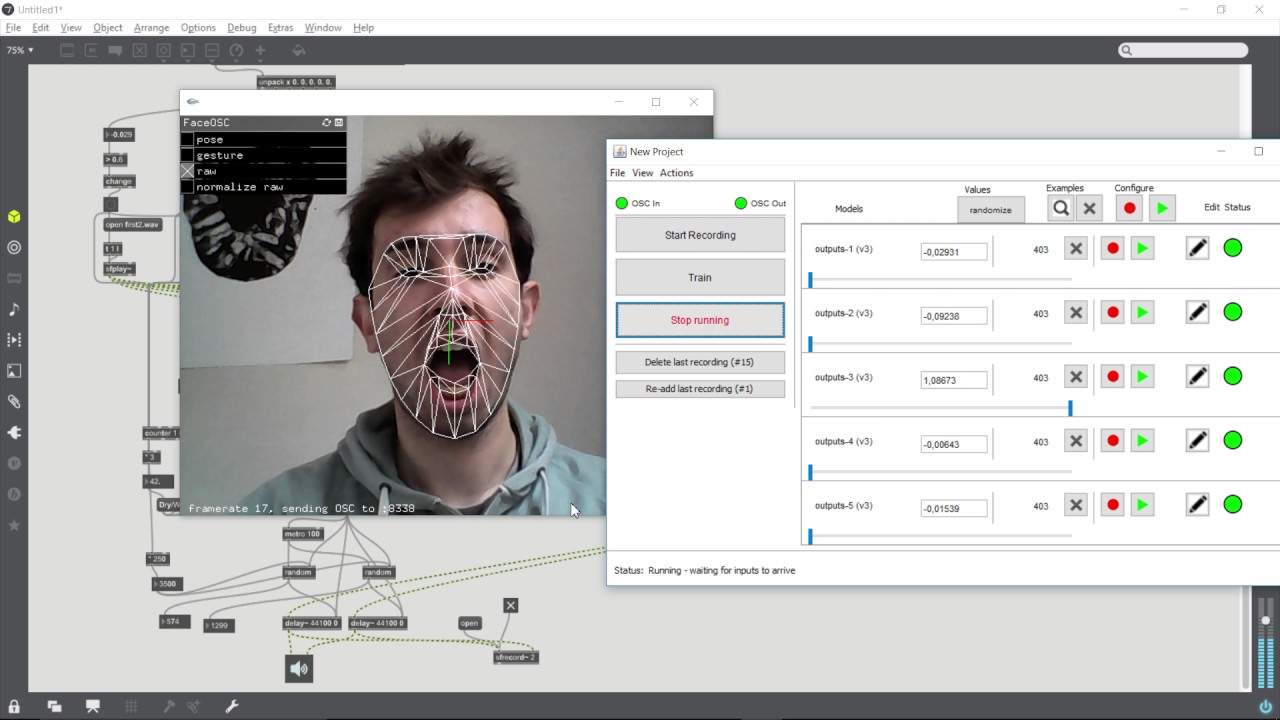 Untitled1*
File Edit View Object Arrange Options Debug Extras Window Help
75%
unpack x 0. 0. 0. 0. 0.
-0.029
> 0.6
change
open first2.wav
t 1 l
sfplay~
counter 1
* 3
42.
Dry/W
* 250
3500
574
1299
metro 100
random
random
delay~ 44100 0
delay~ 44100 0
open
sfrecord~ 2
FaceOSC
pose
gesture
raw
normalize raw
framerate 17, sending OSC to :8338
New Project
File View Actions
OSC In OSC Out
Start Recording
Train
Stop running
Delete last recording (#15)
Re-add last recording (#1)
Models Values Examples Configure Edit Status
randomize
outputs-1 (v3) -0,02931 403
outputs-2 (v3) -0,09238 403
outputs-3 (v3) 1,08673 403
outputs-4 (v3) -0,00643 403
outputs-5 (v3) -0,01539 403
Status: Running - waiting for inputs to arrive